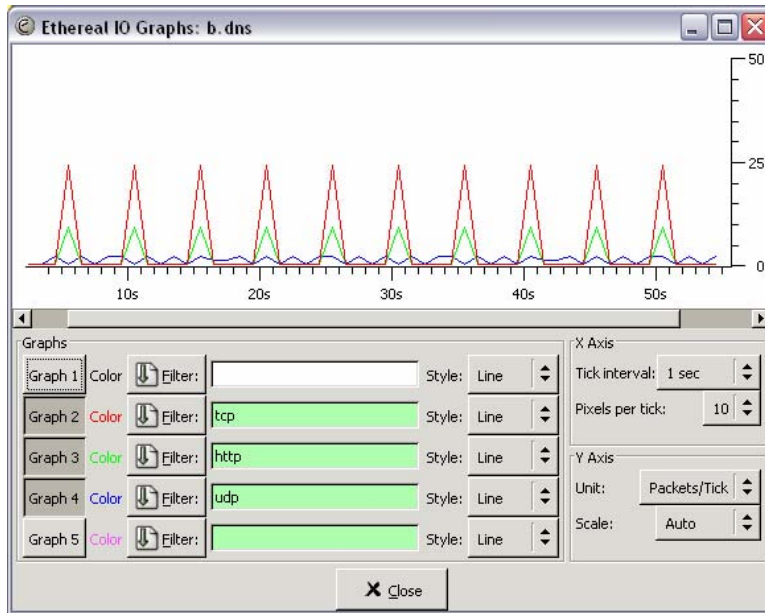 Ethereal IO Graphs: b.dns
50
25
0
10s 20s 30s 40s 50s
Graphs
Graph 1 Color Filter: Style: Line
Graph 2 Color Filter: tcp Style: Line
Graph 3 Color Filter: http Style: Line
Graph 4 Color Filter: udp Style: Line
Graph 5 Color Filter: Style: Line
X Axis
Tick interval: 1 sec
Pixels per tick: 10
Y Axis
Unit: Packets/Tick
Scale: Auto
Close